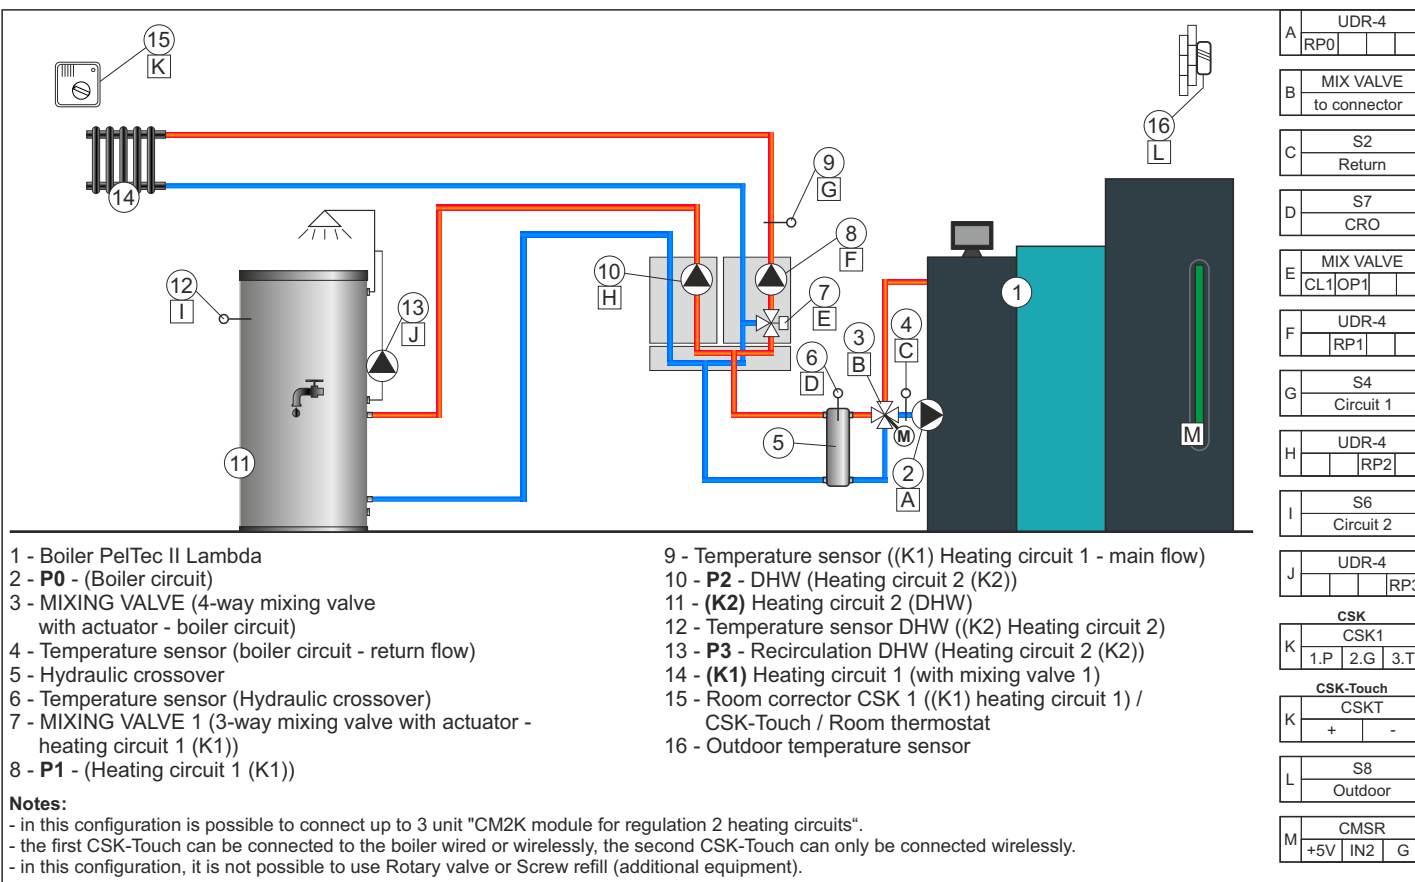 15
K
14
12
I
11
13
J
10
H
9
G
8
F
7
E
6
D
5
3
B
4
C
M
2
A
1
16
L
M
1 - Boiler PelTec II Lambda
2 - P0 - (Boiler circuit)
3 - MIXING VALVE (4-way mixing valve
with actuator - boiler circuit)
4 - Temperature sensor (boiler circuit - return flow)
5 - Hydraulic crossover
6 - Temperature sensor (Hydraulic crossover)
7 - MIXING VALVE 1 (3-way mixing valve with actuator -
heating circuit 1 (K1))
8 - P1 - (Heating circuit 1 (K1))
9 - Temperature sensor ((K1) Heating circuit 1 - main flow)
10 - P2 - DHW (Heating circuit 2 (K2))
11 - (K2) Heating circuit 2 (DHW)
12 - Temperature sensor DHW ((K2) Heating circuit 2)
13 - P3 - Recirculation DHW (Heating circuit 2 (K2))
14 - (K1) Heating circuit 1 (with mixing valve 1)
15 - Room corrector CSK 1 ((K1) heating circuit 1) /
CSK-Touch / Room thermostat
16 - Outdoor temperature sensor
Notes:
- in this configuration is possible to connect up to 3 unit "CM2K module for regulation 2 heating circuits“.
- the first CSK-Touch can be connected to the boiler wired or wirelessly, the second CSK-Touch can only be connected wirelessly.
- in this configuration, it is not possible to use Rotary valve or Screw refill (additional equipment).
A UDR-4
RP0
B MIX VALVE
to connector
C S2
Return
D S7
CRO
E MIX VALVE
CL1 OP1
F UDR-4
RP1
G S4
Circuit 1
H UDR-4
RP2
I S6
Circuit 2
J UDR-4
RP3
CSK
K CSK1
1.P 2.G 3.T
CSK-Touch
K CSKT
+ -
L S8
Outdoor
M CMSR
+5V IN2 G